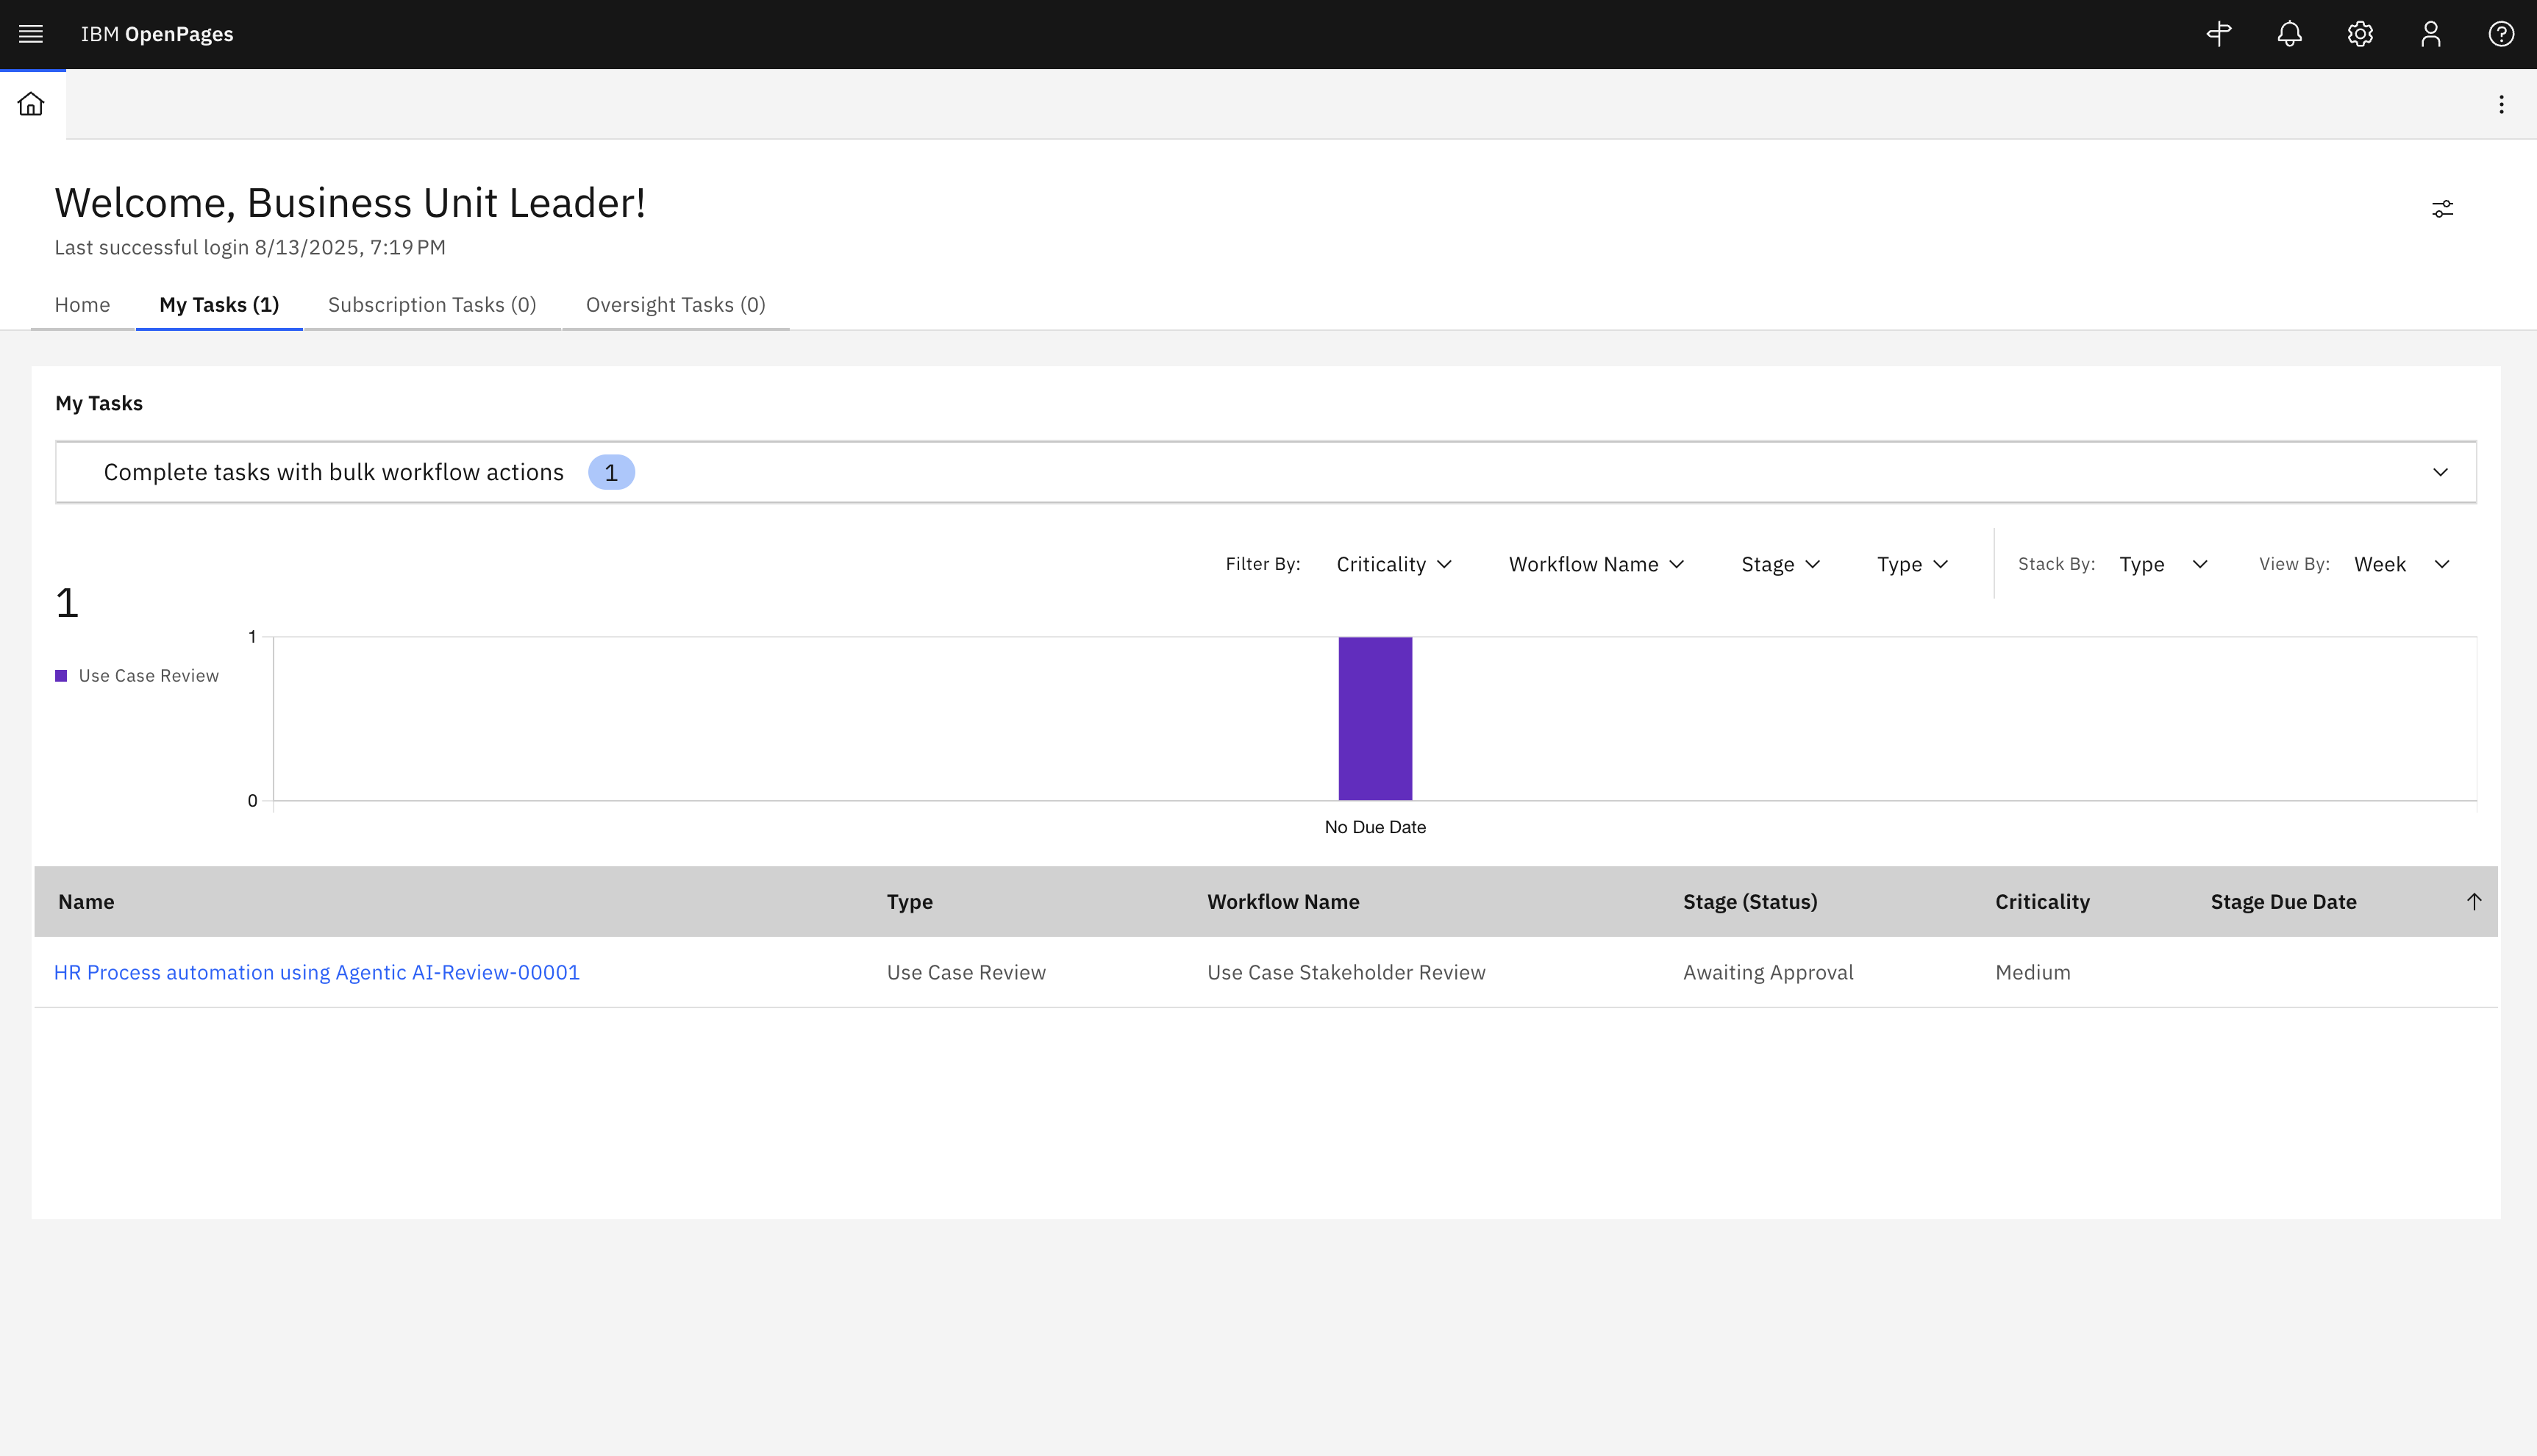 IBM OpenPages
Welcome, Business Unit Leader!
Last successful login 8/13/2025, 7:19 PM
Home My Tasks (1) Subscription Tasks (0) Oversight Tasks (0)
My Tasks
Complete tasks with bulk workflow actions 1
Filter By: Criticality Workflow Name Stage Type Stack By: Type View By: Week
1
1
Use Case Review
0
No Due Date
Name Type Workflow Name Stage (Status) Criticality Stage Due Date
HR Process automation using Agentic AI-Review-00001 Use Case Review Use Case Stakeholder Review Awaiting Approval Medium